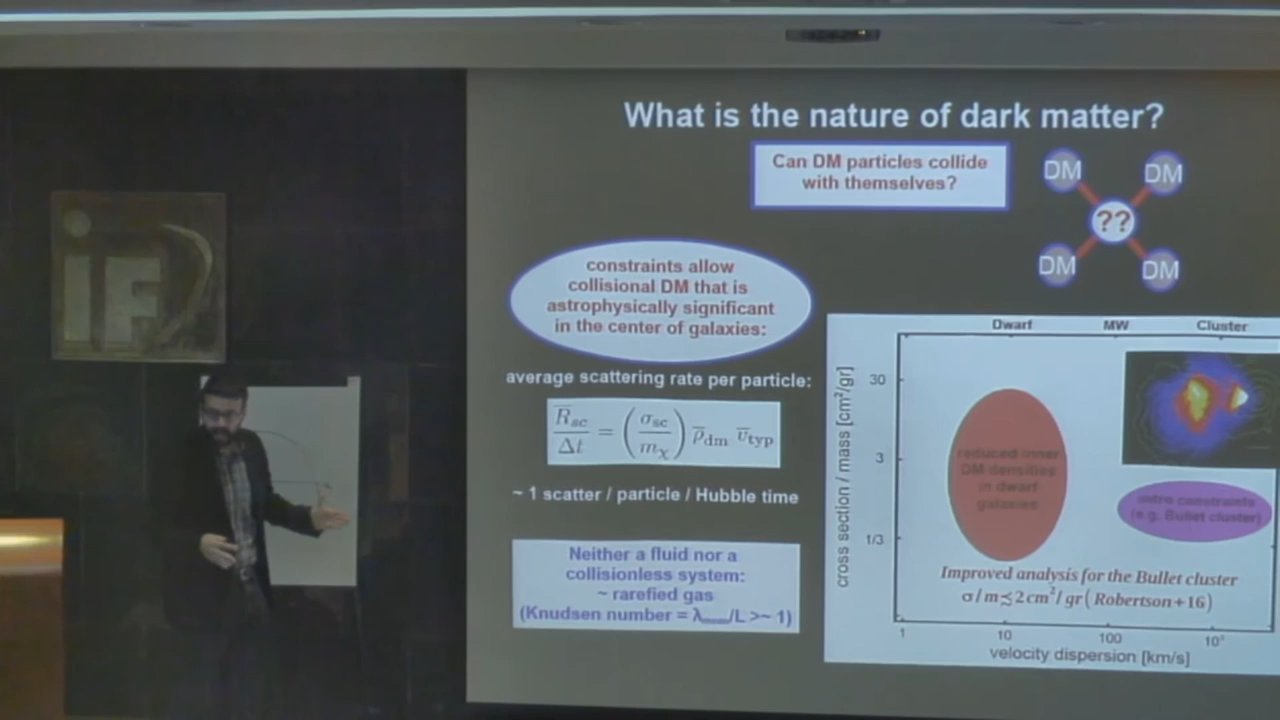 What is the nature of dark matter?
Can DM particles collide
with themselves?
DM
DM
??
DM
DM
iF
constraints allow
collisional DM that is
astrophysically significant
in the center of galaxies:
average scattering rate per particle:
R̅sc/Δt = (σsc/mχ) ρ̅dm v̅typ
~ 1 scatter / particle / Hubble time
Neither a fluid nor a
collisionless system:
~ rarefied gas
(Knudsen number = λmean/L >~ 1)
Dwarf MW Cluster
cross section / mass [cm²/gr]
30
3
1/3
reduced inner
DM densities
in dwarf
galaxies
astro constraints
(e.g. Bullet cluster)
Improved analysis for the Bullet cluster
σ/m≲2cm²/gr(Robertson+16)
1 10 100 10³
velocity dispersion [km/s]